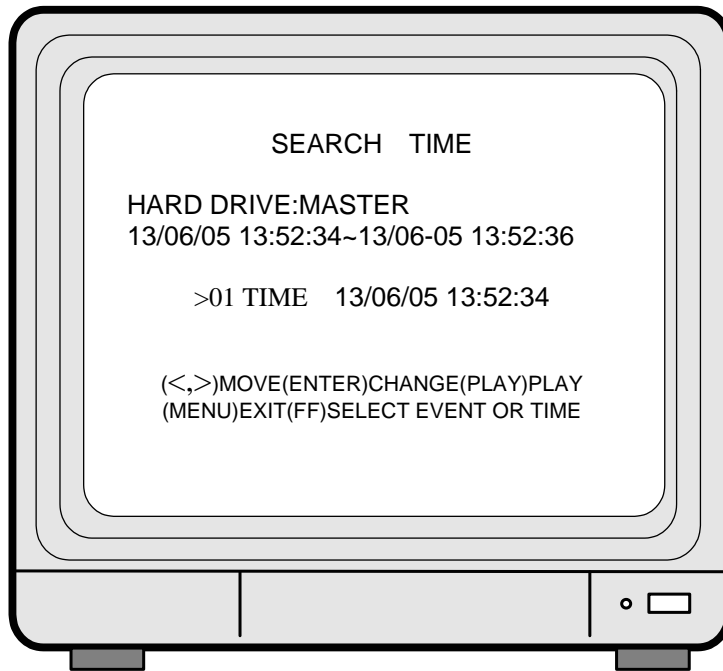 SEARCH TIME
HARD DRIVE:MASTER
13/06/05 13:52:34~13/06-05 13:52:36
>01 TIME 13/06/05 13:52:34
(<,>)MOVE(ENTER)CHANGE(PLAY)PLAY
(MENU)EXIT(FF)SELECT EVENT OR TIME